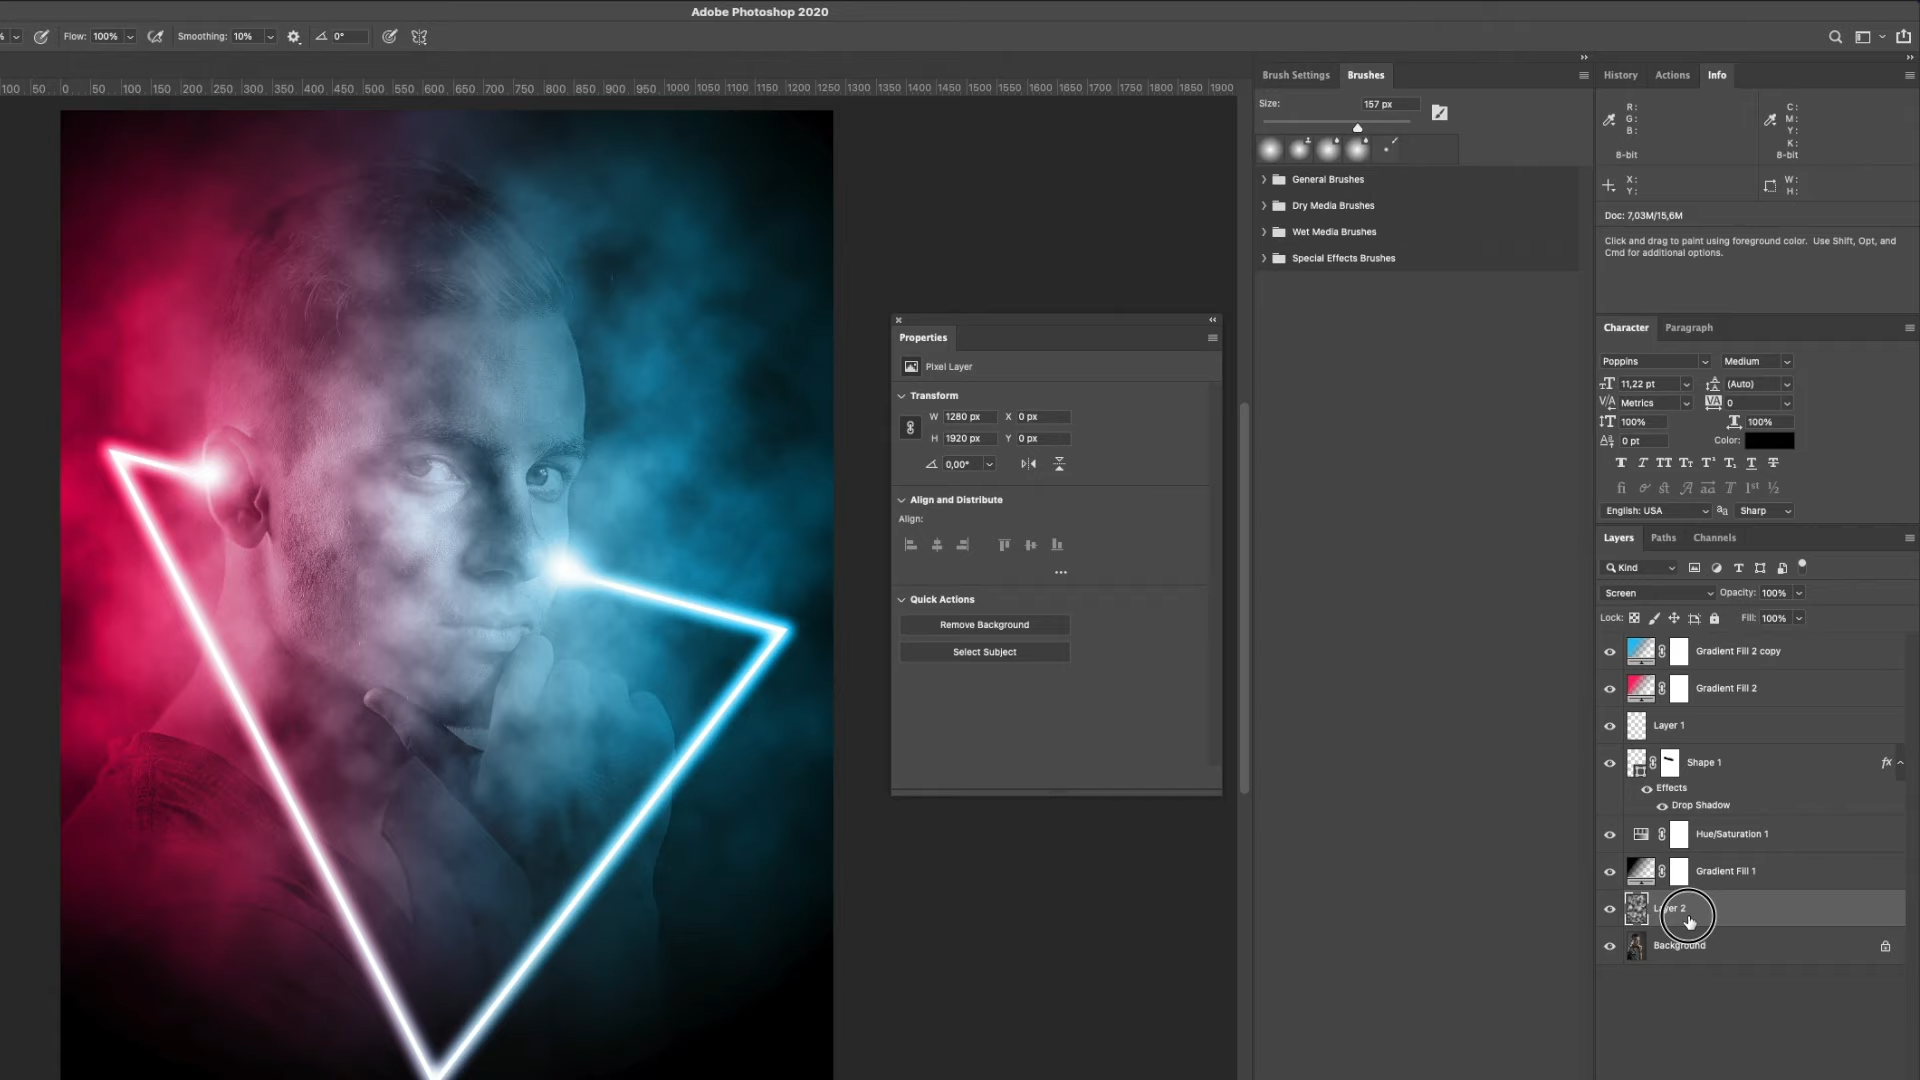 Adobe Photoshop 2020
% Flow: 100% Smoothing: 10% 0°
100 50 0 50 100 150 200 250 300 350 400 450 500 550 600 650 700 750 800 850 900 950 1000 1050 1100 1150 1200 1250 1300 1350 1400 1450 1500 1550 1600 1650 1700 1750 1800 1850 1900
Brush Settings Brushes
Size: 157 px
General Brushes
Dry Media Brushes
Wet Media Brushes
Special Effects Brushes
Properties
Pixel Layer
Transform
W 1280 px X 0 px
H 1920 px Y 0 px
0,00°
Align and Distribute
Align:
Quick Actions
Remove Background
Select Subject
History Actions Info
R: C:
G: M:
B: Y:
K:
8-bit 8-bit
X: W:
Y: H:
Doc: 7,03M/15,6M
Click and drag to paint using foreground color. Use Shift, Opt, and
Cmd for additional options.
Character Paragraph
Poppins Medium
11,22 pt (Auto)
Metrics 0
100% 100%
0 pt Color:
English: USA Sharp
Layers Paths Channels
Kind
Screen Opacity: 100%
Lock: Fill: 100%
Gradient Fill 2 copy
Gradient Fill 2
Layer 1
Shape 1 fx
Effects
Drop Shadow
Hue/Saturation 1
Gradient Fill 1
Layer 2
Background